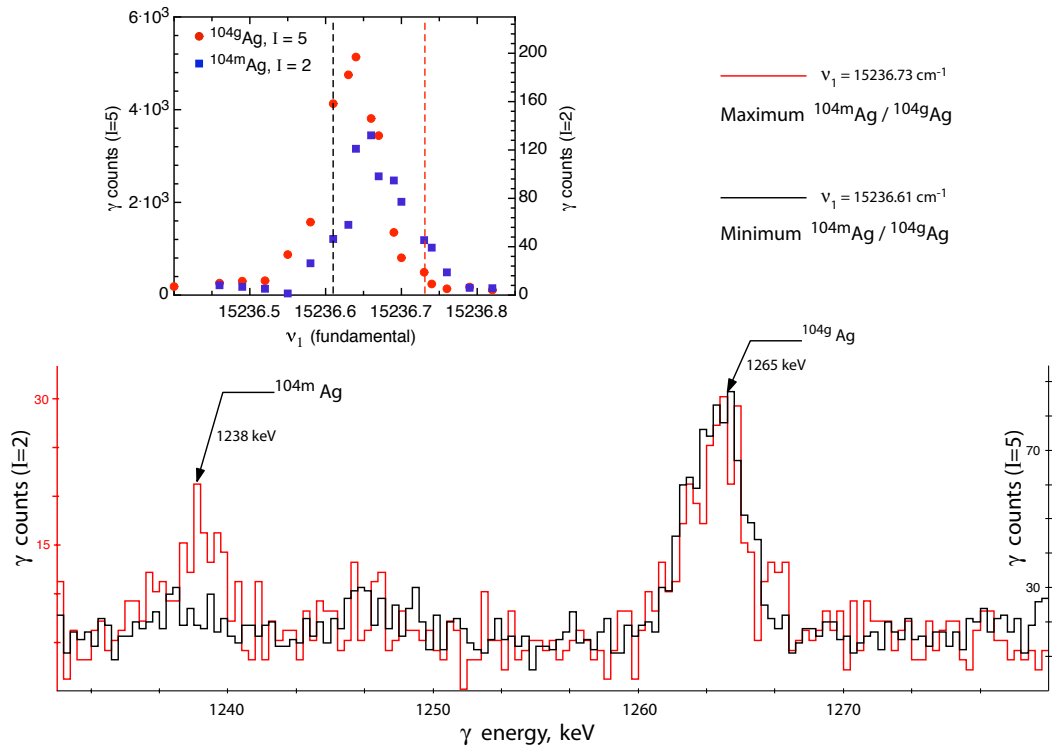 6·10³
4·10³
2·10³
0
γ counts (I=5)
¹⁰⁴ᵍAg, I = 5
¹⁰⁴ᵐAg, I = 2
200
160
120
80
40
0
γ counts (I=2)
15236.5
15236.6
15236.7
15236.8
ν₁ (fundamental)
ν₁ = 15236.73 cm⁻¹
Maximum ¹⁰⁴ᵐAg / ¹⁰⁴ᵍAg
ν₁ = 15236.61 cm⁻¹
Minimum ¹⁰⁴ᵐAg / ¹⁰⁴ᵍAg
¹⁰⁴ᵐ Ag
1238 keV
¹⁰⁴ᵍ Ag
1265 keV
30
15
γ counts (I=2)
70
30
γ counts (I=5)
1240
1250
1260
1270
γ energy, keV